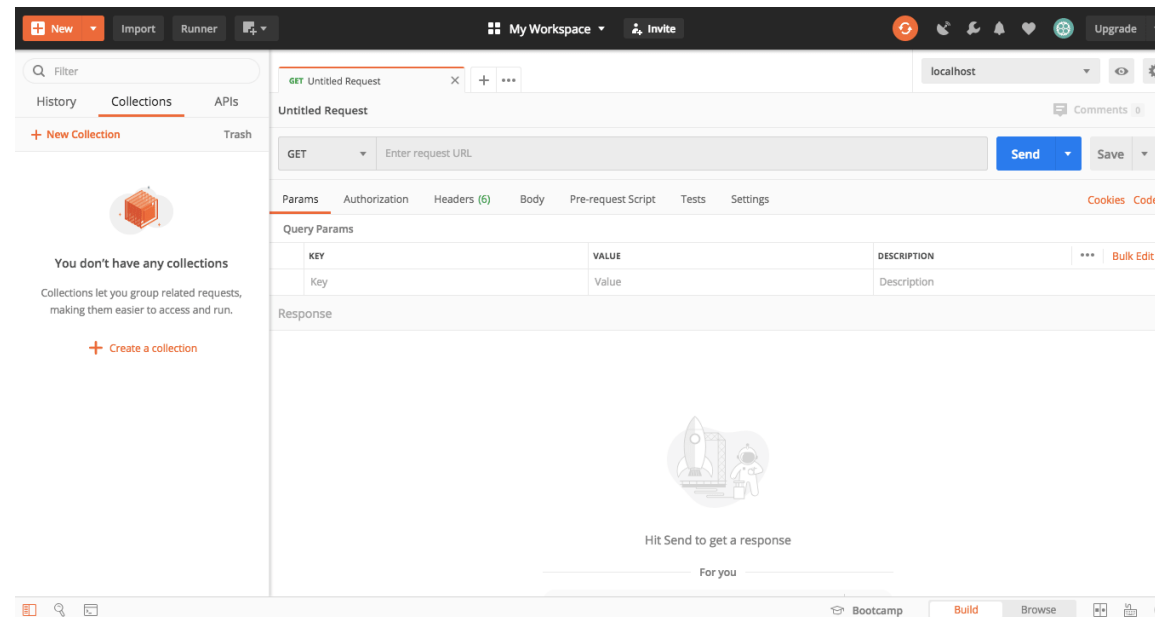 New Import Runner My Workspace Invite Upgrade
Filter
History Collections APIs
+ New Collection Trash
You don't have any collections
Collections let you group related requests,
making them easier to access and run.
+ Create a collection
GET Untitled Request X + •••
localhost
Untitled Request
Comments 0
GET Enter request URL Send Save
Params Authorization Headers (6) Body Pre-request Script Tests Settings Cookies Code
Query Params
KEY VALUE DESCRIPTION ••• Bulk Edit
Key Value Description
Response
Hit Send to get a response
For you
Bootcamp Build Browse